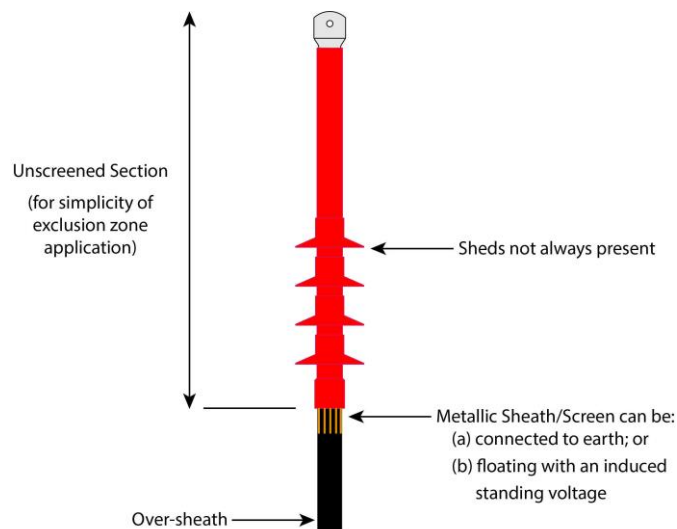 Unscreened Section
(for simplicity of
exclusion zone
application)
Sheds not always present
Metallic Sheath/Screen can be:
(a) connected to earth; or
(b) floating with an induced
standing voltage
Over-sheath